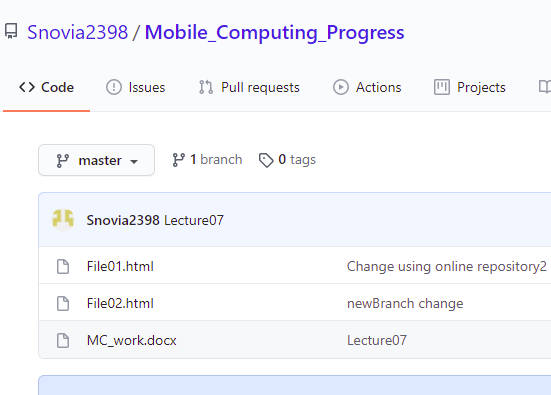 Snovia2398 / Mobile_Computing_Progress
Code Issues Pull requests Actions Projects
master 1 branch 0 tags
Snovia2398 Lecture07
File01.html Change using online repository2
File02.html newBranch change
MC_work.docx Lecture07